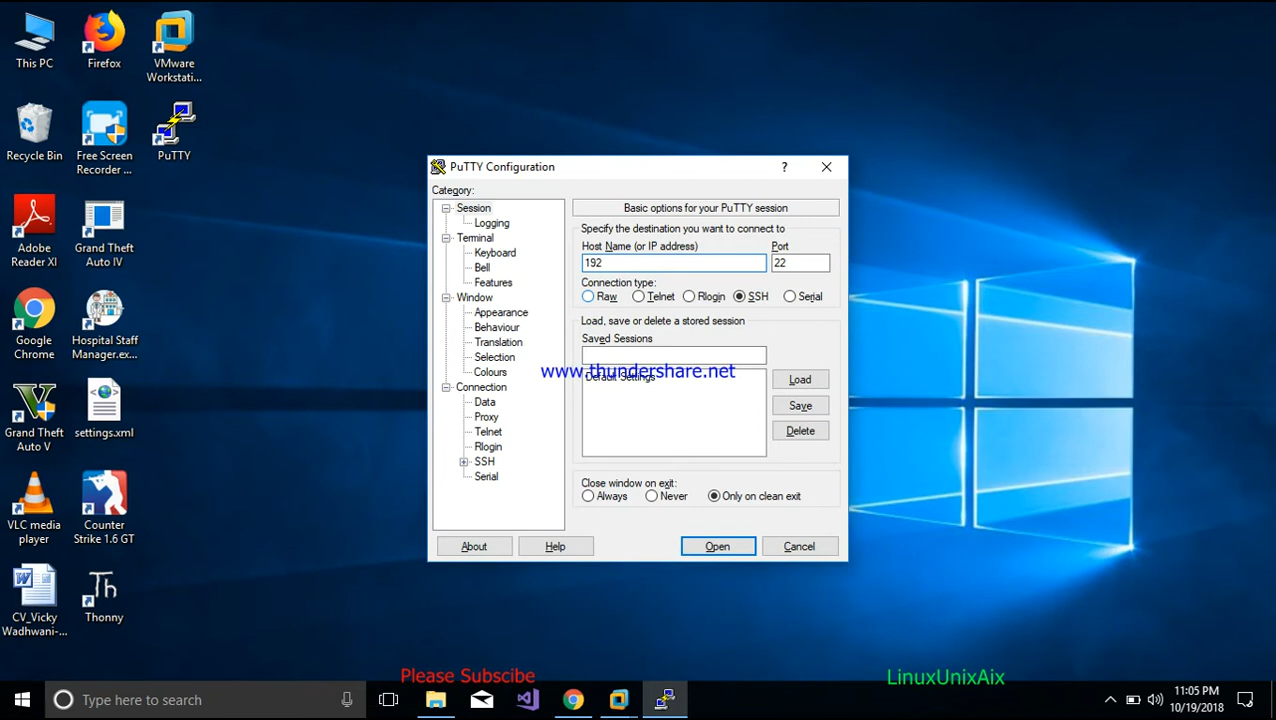 This PC
Firefox
VMware
Workstati...
Recycle Bin
Free Screen
Recorder ...
PuTTY
Adobe
Reader XI
Grand Theft
Auto IV
Google
Chrome
Hospital Staff
Manager.ex...
Grand Theft
Auto V
settings.xml
VLC media
player
Counter
Strike 1.6 GT
CV_Vicky
Wadhwani-...
Thonny
PuTTY Configuration
?
Category:
Session
Logging
Terminal
Keyboard
Bell
Features
Window
Appearance
Behaviour
Translation
Selection
Colours
Connection
Data
Proxy
Telnet
Rlogin
SSH
Serial
Basic options for your PuTTY session
Specify the destination you want to connect to
Host Name (or IP address)
Port
192
22
Connection type:
Raw
Telnet
Rlogin
SSH
Serial
Load, save or delete a stored session
Saved Sessions
Default Settings
www.thundershare.net
Load
Save
Delete
Close window on exit:
Always
Never
Only on clean exit
About
Help
Open
Cancel
Please Subscibe
LinuxUnixAix
Type here to search
11:05 PM
10/19/2018